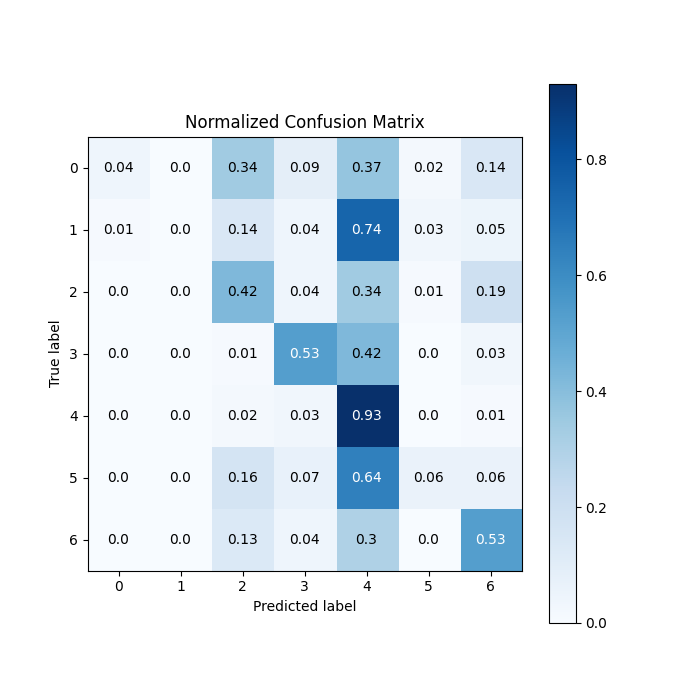 Normalized Confusion Matrix
0 0.04 0.0 0.34 0.09 0.37 0.02 0.14
1 0.01 0.0 0.14 0.04 0.74 0.03 0.05
2 0.0 0.0 0.42 0.04 0.34 0.01 0.19
3 0.0 0.0 0.01 0.53 0.42 0.0 0.03
4 0.0 0.0 0.02 0.03 0.93 0.0 0.01
5 0.0 0.0 0.16 0.07 0.64 0.06 0.06
6 0.0 0.0 0.13 0.04 0.3 0.0 0.53
0 1 2 3 4 5 6
Predicted label
True label
0.8
0.6
0.4
0.2
0.0